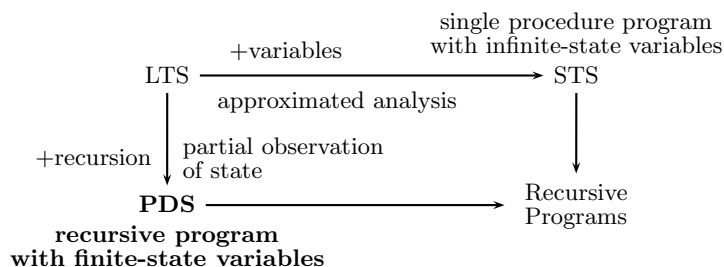 single procedure program
with infinite-state variables
+variables
LTS
STS
approximated analysis
+recursion
partial observation
of state
PDS
Recursive
Programs
recursive program
with finite-state variables